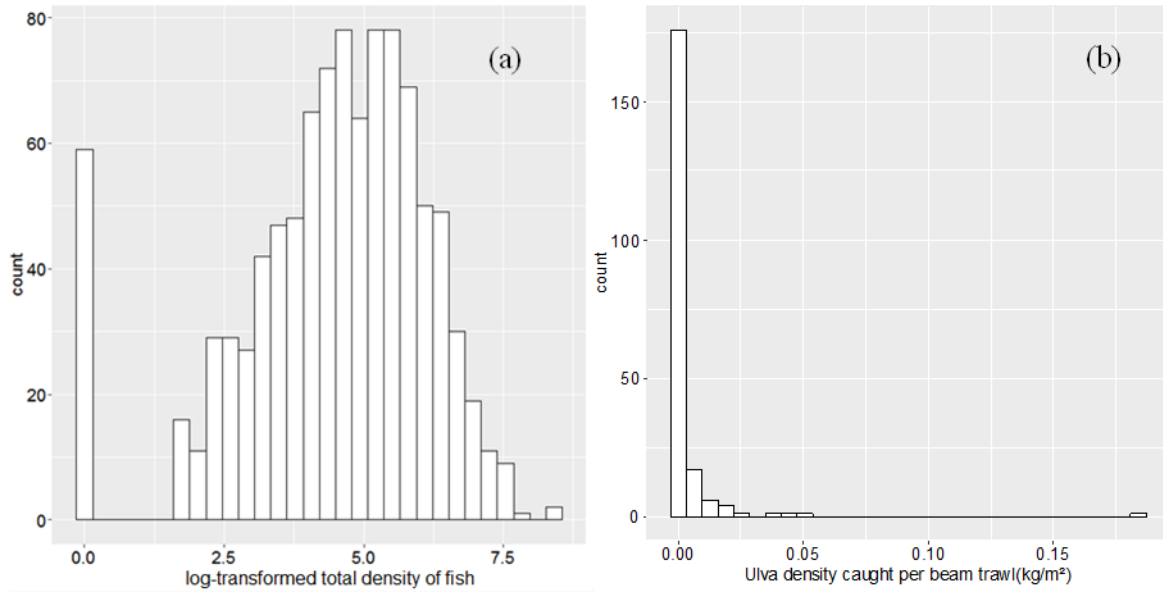 (a)
80
60
40
20
0
count
0.0 2.5 5.0 7.5
log-transformed total density of fish
(b)
150
100
50
0
count
0.00 0.05 0.10 0.15
Ulva density caught per beam trawl(kg/m²)